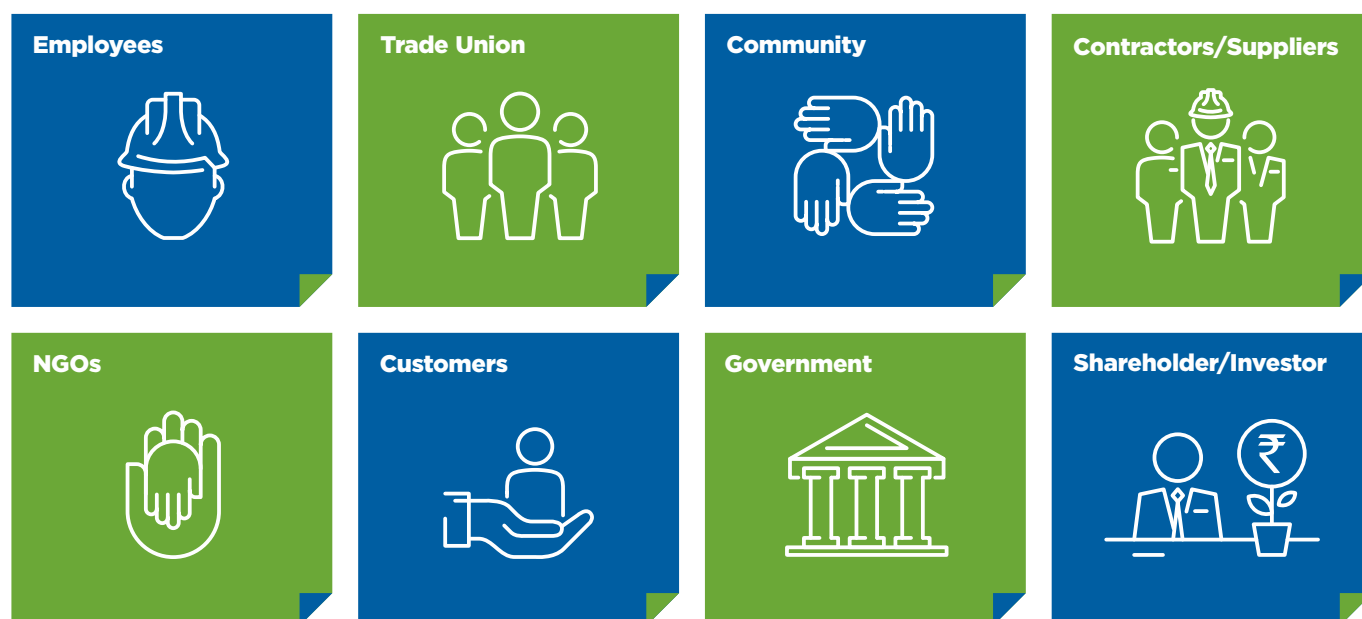 Employees
Trade Union
Community
Contractors/Suppliers
NGOs
Customers
Government
Shareholder/Investor
₹